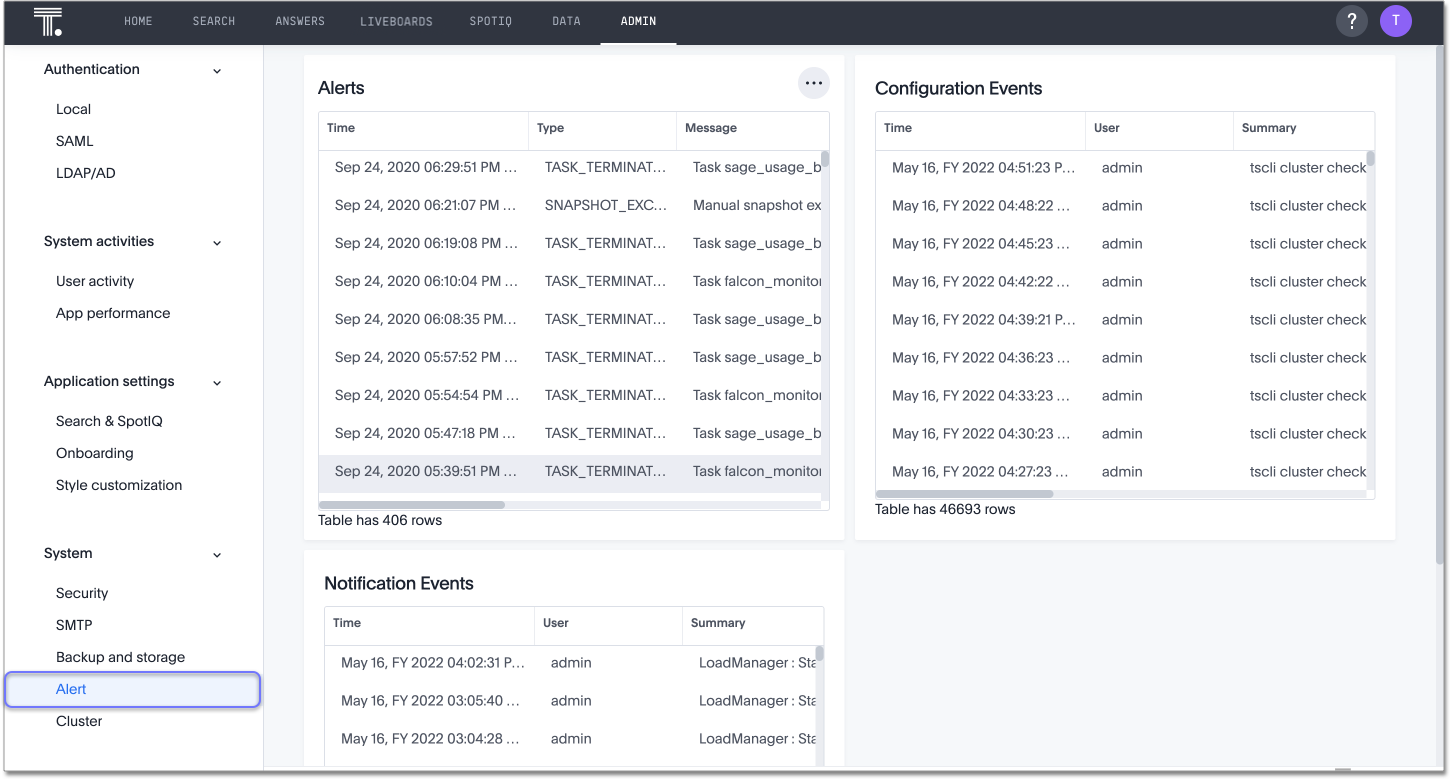 T.
HOME SEARCH ANSWERS LIVEBOARDS SPOTIQ DATA ADMIN
? T
Authentication
Local
SAML
LDAP/AD
System activities
User activity
App performance
Application settings
Search & SpotIQ
Onboarding
Style customization
System
Security
SMTP
Backup and storage
Alert
Cluster
Alerts
Time Type Message
Sep 24, 2020 06:29:51 PM ... TASK_TERMINAT... Task sage_usage_b
Sep 24, 2020 06:21:07 PM ... SNAPSHOT_EXC... Manual snapshot ex
Sep 24, 2020 06:19:08 PM ... TASK_TERMINAT... Task sage_usage_b
Sep 24, 2020 06:10:04 PM ... TASK_TERMINAT... Task falcon_monitor
Sep 24, 2020 06:08:35 PM... TASK_TERMINAT... Task sage_usage_b
Sep 24, 2020 05:57:52 PM ... TASK_TERMINAT... Task sage_usage_b
Sep 24, 2020 05:54:54 PM ... TASK_TERMINAT... Task falcon_monitor
Sep 24, 2020 05:47:18 PM ... TASK_TERMINAT... Task sage_usage_b
Sep 24, 2020 05:39:51 PM ... TASK_TERMINAT... Task falcon_monitor
Table has 406 rows
Configuration Events
Time User Summary
May 16, FY 2022 04:51:23 P... admin tscli cluster check
May 16, FY 2022 04:48:22 ... admin tscli cluster check
May 16, FY 2022 04:45:23 ... admin tscli cluster check
May 16, FY 2022 04:42:22 ... admin tscli cluster check
May 16, FY 2022 04:39:21 P... admin tscli cluster check
May 16, FY 2022 04:36:23 ... admin tscli cluster check
May 16, FY 2022 04:33:23 ... admin tscli cluster check
May 16, FY 2022 04:30:23 ... admin tscli cluster check
May 16, FY 2022 04:27:23 ... admin tscli cluster check
Table has 46693 rows
Notification Events
Time User Summary
May 16, FY 2022 04:02:31 P... admin LoadManager : Sta
May 16, FY 2022 03:05:40 ... admin LoadManager : Sta
May 16, FY 2022 03:04:28 ... admin LoadManager : Sta